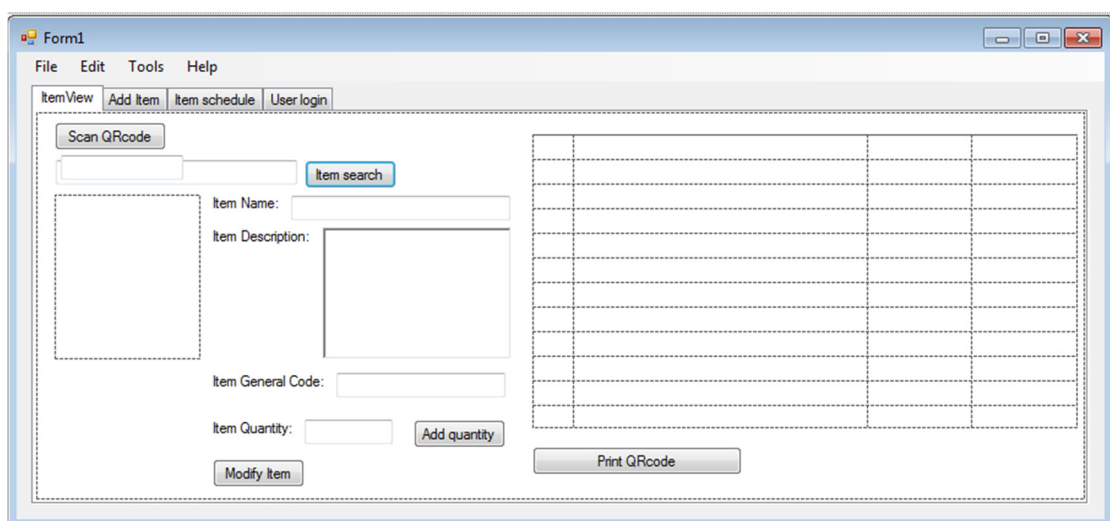 Form1
File Edit Tools Help
ItemView Add Item Item schedule User login
Scan QRcode
Item search
Item Name:
Item Description:
Item General Code:
Item Quantity: Add quantity
Print QRcode
Modify Item